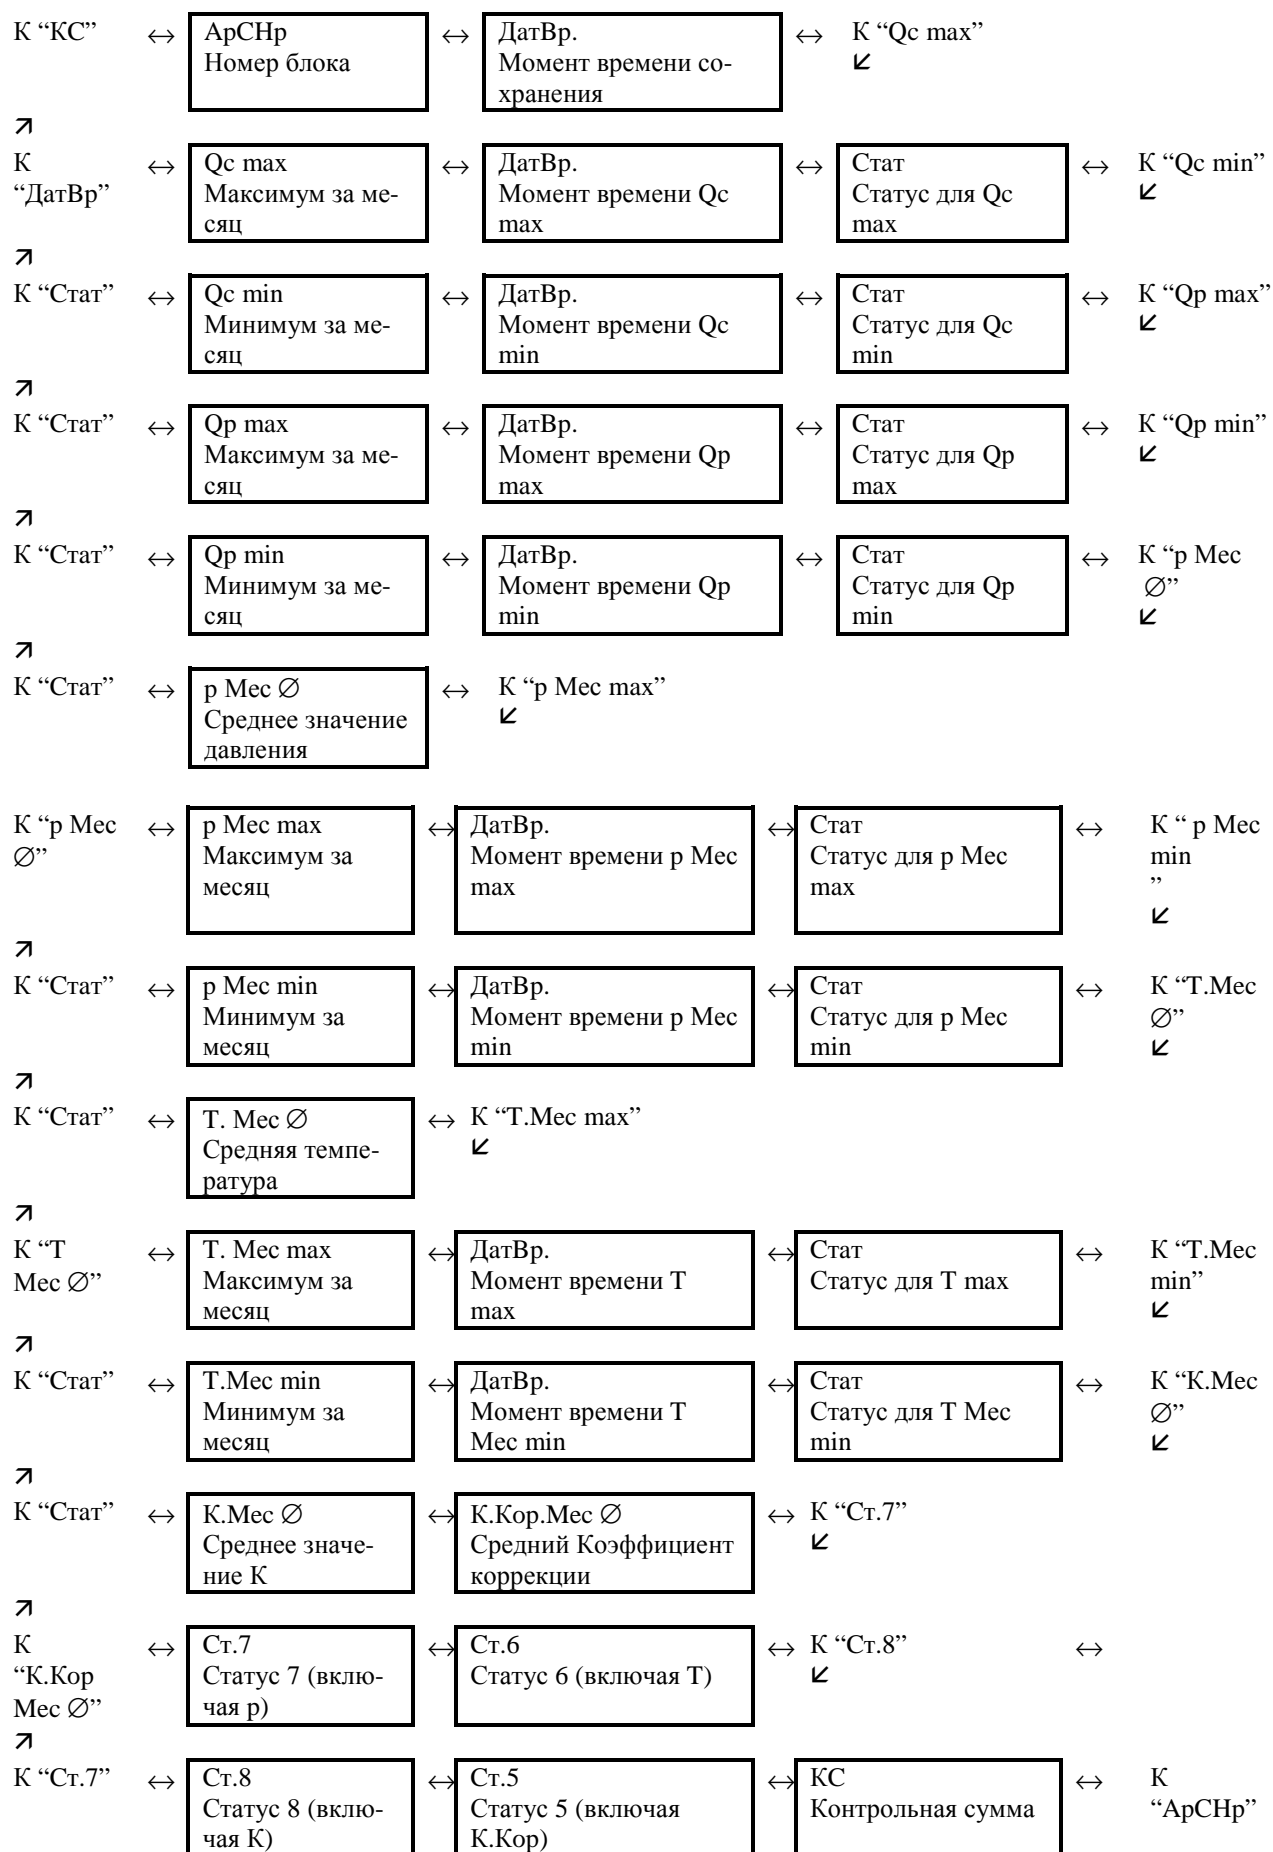 К “КС” ↔ АрСНр ↔ ДатВр. ↔ К “Qc max”
Номер блока Момент времени со- ↙
хранения
↗
К ↔ Qc max ↔ ДатВр. ↔ Стат ↔ К “Qc min”
“ДатВр” Максимум за ме- Момент времени Qc Статус для Qc ↙
сяц max max
↗
К “Стат” ↔ Qc min ↔ ДатВр. ↔ Стат ↔ К “Qp max”
Минимум за ме- Момент времени Qc Статус для Qc ↙
сяц min min
↗
К “Стат” ↔ Qp max ↔ ДатВр. ↔ Стат ↔ К “Qp min”
Максимум за ме- Момент времени Qp Статус для Qp ↙
сяц max max
↗
К “Стат” ↔ Qp min ↔ ДатВр. ↔ Стат ↔ К “р Мес
Минимум за ме- Момент времени Qp Статус для Qp ∅”
сяц min min ↙
↗
К “Стат” ↔ р Мес ∅ ↔ К “р Мес max”
Среднее значение ↙
давления
К “р Мес ↔ р Мес max ↔ ДатВр. ↔ Стат ↔ К “ р Мес
∅” Максимум за Момент времени р Мес Статус для р Мес min
месяц max max ”
↙
↗
К “Стат” ↔ р Мес min ↔ ДатВр. ↔ Стат ↔ К “Т.Мес
Минимум за Момент времени р Мес Статус для р Мес ∅”
месяц min min ↙
↗
К “Стат” ↔ Т. Мес ∅ ↔ К “Т.Мес max”
Средняя темпе- ↙
ратура
↗
К “Т ↔ Т. Мес max ↔ ДатВр. ↔ Стат ↔ К “Т.Мес
Мес ∅” Максимум за Момент времени Т Статус для Т max min”
месяц max ↙
↗
К “Стат” ↔ Т.Мес min ↔ ДатВр. ↔ Стат ↔ К “К.Мес
Минимум за Момент времени Т Статус для Т Мес ∅”
месяц Мес min min ↙
↗
К “Стат” ↔ К.Мес ∅ ↔ К.Кор.Мес ∅ ↔ К “Ст.7”
Среднее значе- Средний Коэффициент ↙
ние К коррекции
↗
К ↔ Ст.7 ↔ Ст.6 ↔ К “Ст.8” ↔
“К.Кор Статус 7 (вклю- Статус 6 (включая Т) ↙
Мес ∅” чая р)
↗
К “Ст.7” ↔ Ст.8 ↔ Ст.5 ↔ КС ↔ К
Статус 8 (вклю- Статус 5 (включая Контрольная сумма “АрСНр”
чая К) К.Кор)